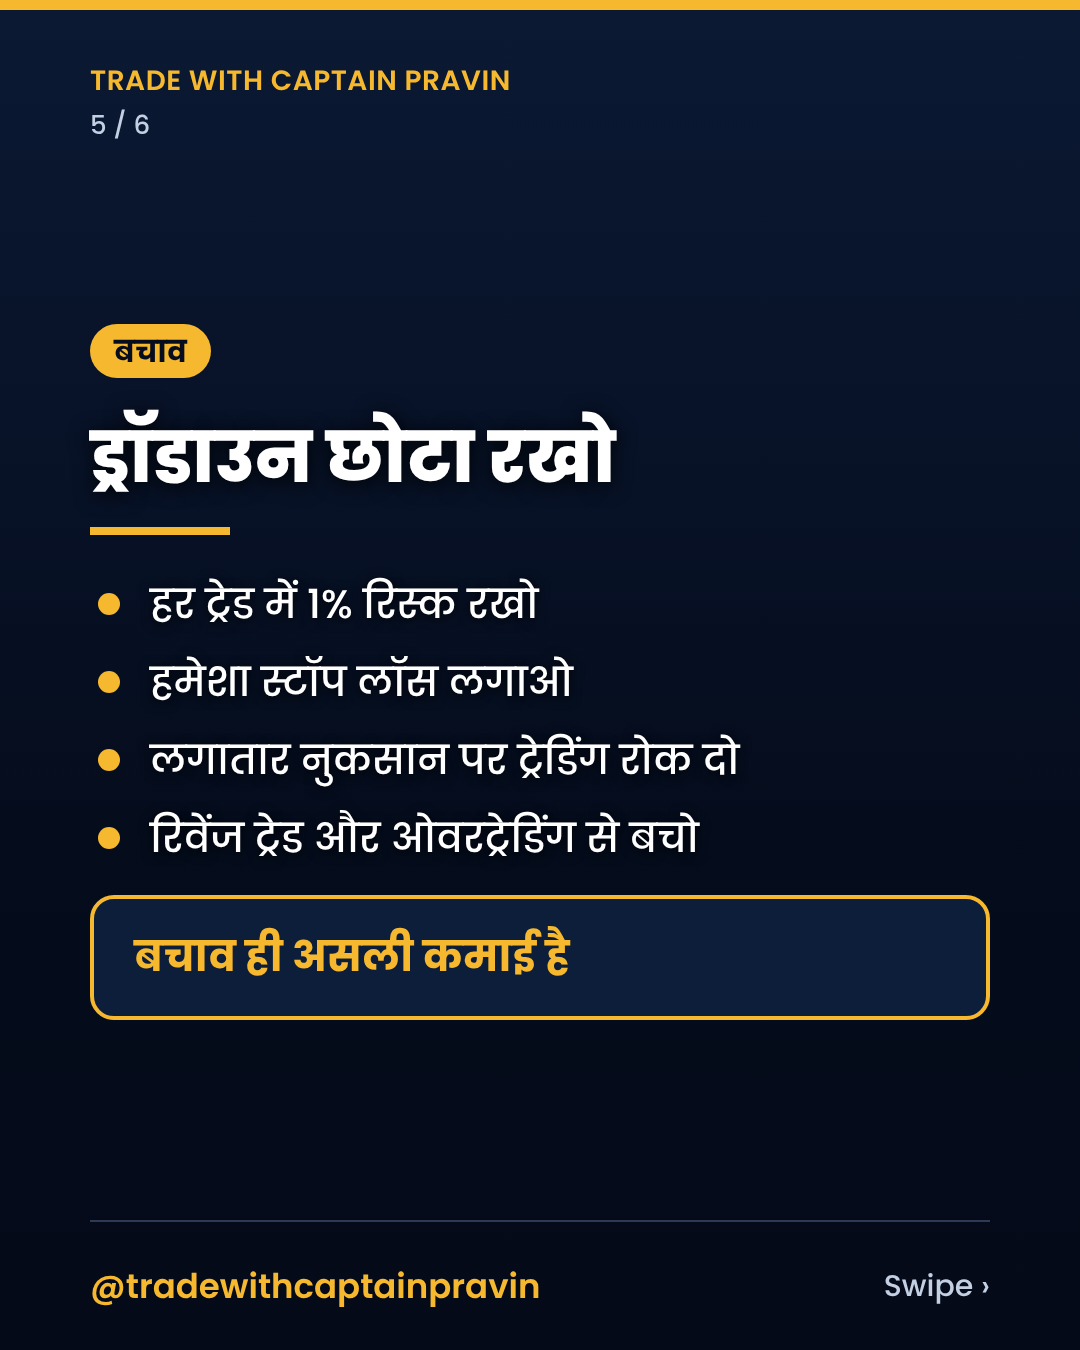 TRADE WITH CAPTAIN PRAVIN
5 / 6
बचाव
ड्रॉडाउन छोटा रखो
हर ट्रेड में 1% रिस्क रखो
हमेशा स्टॉप लॉस लगाओ
लगातार नुकसान पर ट्रेडिंग रोक दो
रिवेंज ट्रेड और ओवरट्रेडिंग से बचो
बचाव ही असली कमाई है
@tradewithcaptainpravin
Swipe ›